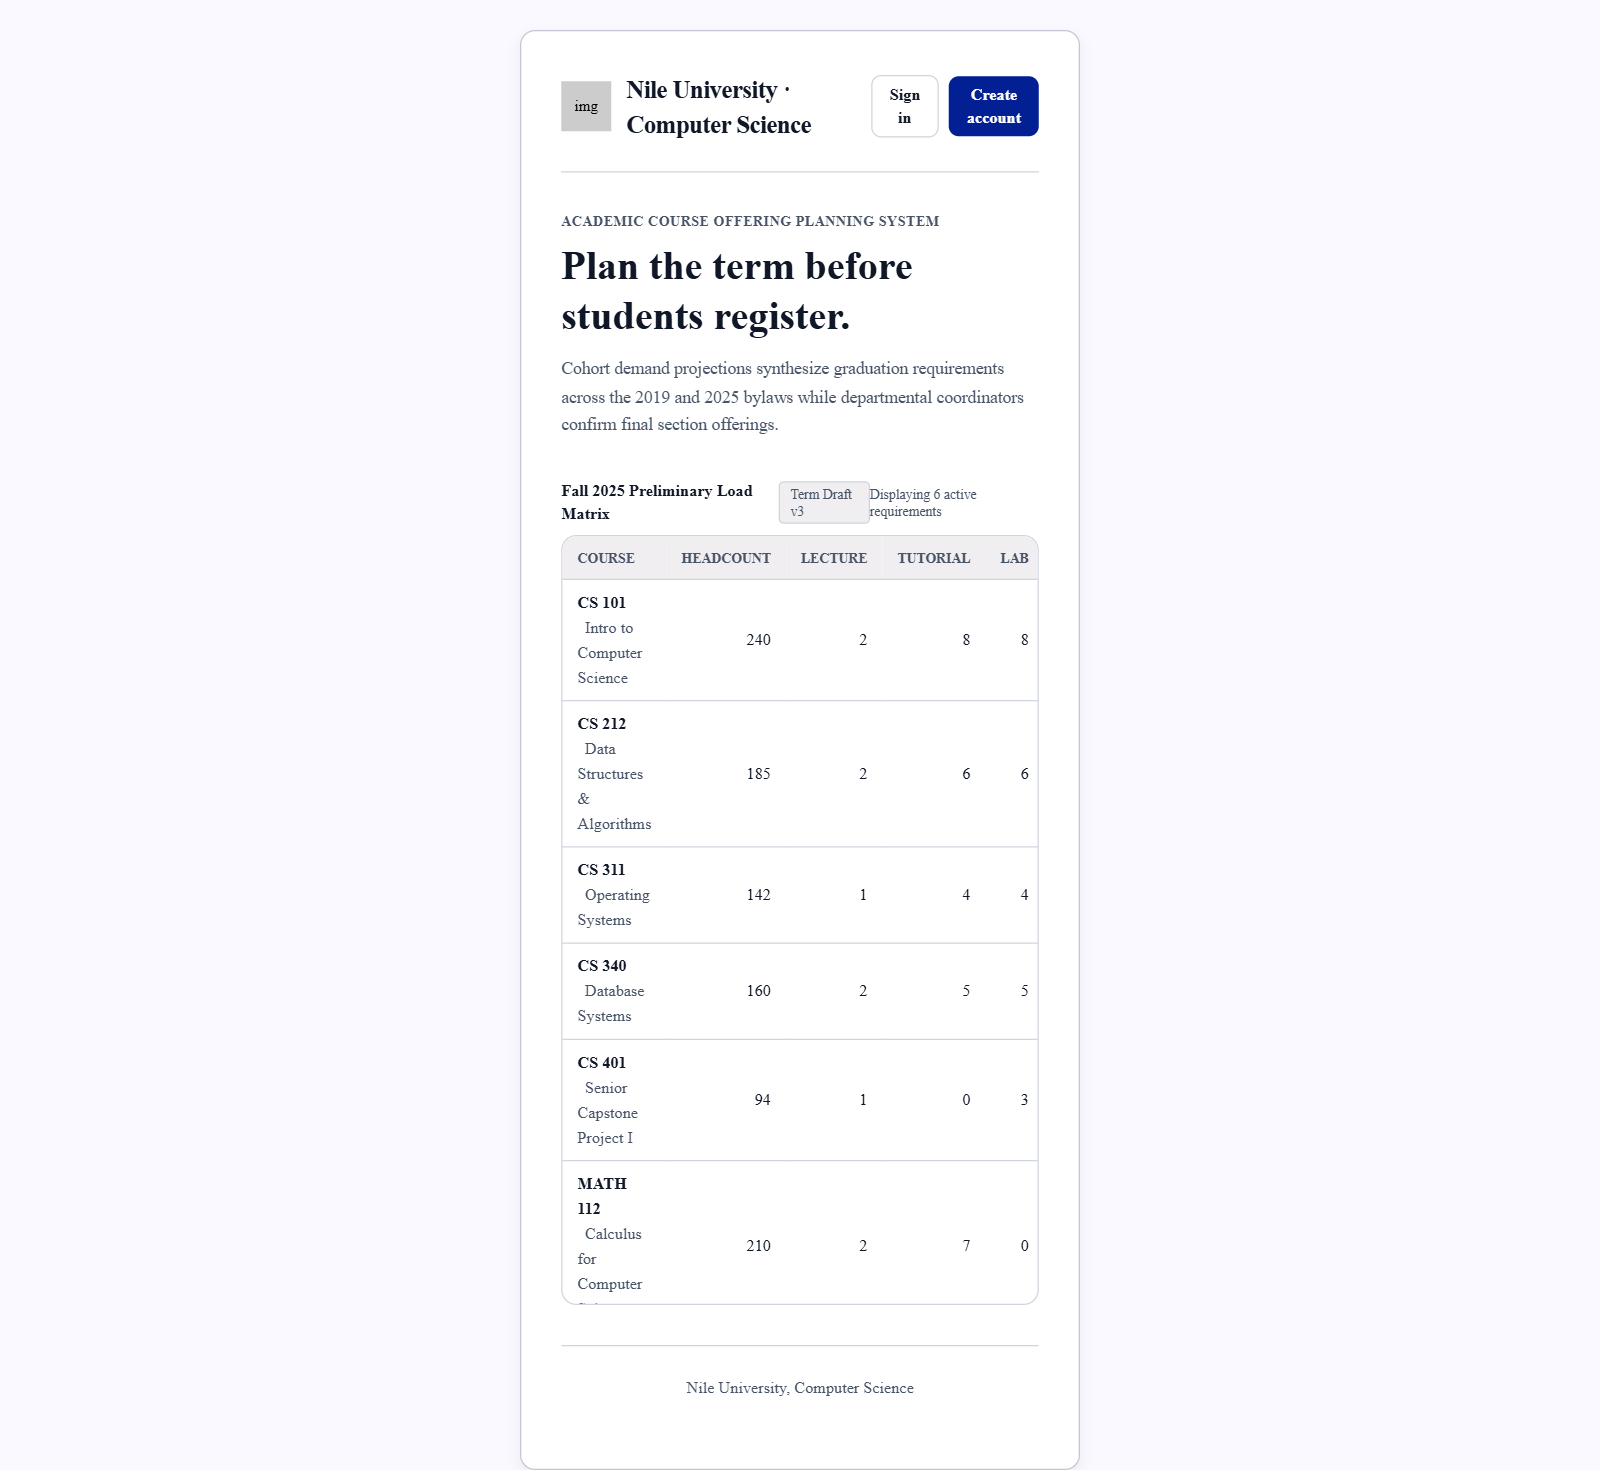 img
Nile University ·
Computer Science
Sign
in
Create
account
ACADEMIC COURSE OFFERING PLANNING SYSTEM
Plan the term before
students register.
Cohort demand projections synthesize graduation requirements
across the 2019 and 2025 bylaws while departmental coordinators
confirm final section offerings.
Fall 2025 Preliminary Load
Matrix
Term Draft
v3
Displaying 6 active
requirements
COURSE HEADCOUNT LECTURE TUTORIAL LAB
CS 101
Intro to
Computer
Science
240 2 8 8
CS 212
Data
Structures
&
Algorithms
185 2 6 6
CS 311
Operating
Systems
142 1 4 4
CS 340
Database
Systems
160 2 5 5
CS 401
Senior
Capstone
Project I
94 1 0 3
MATH
112
Calculus
for
Computer
210 2 7 0
Nile University, Computer Science